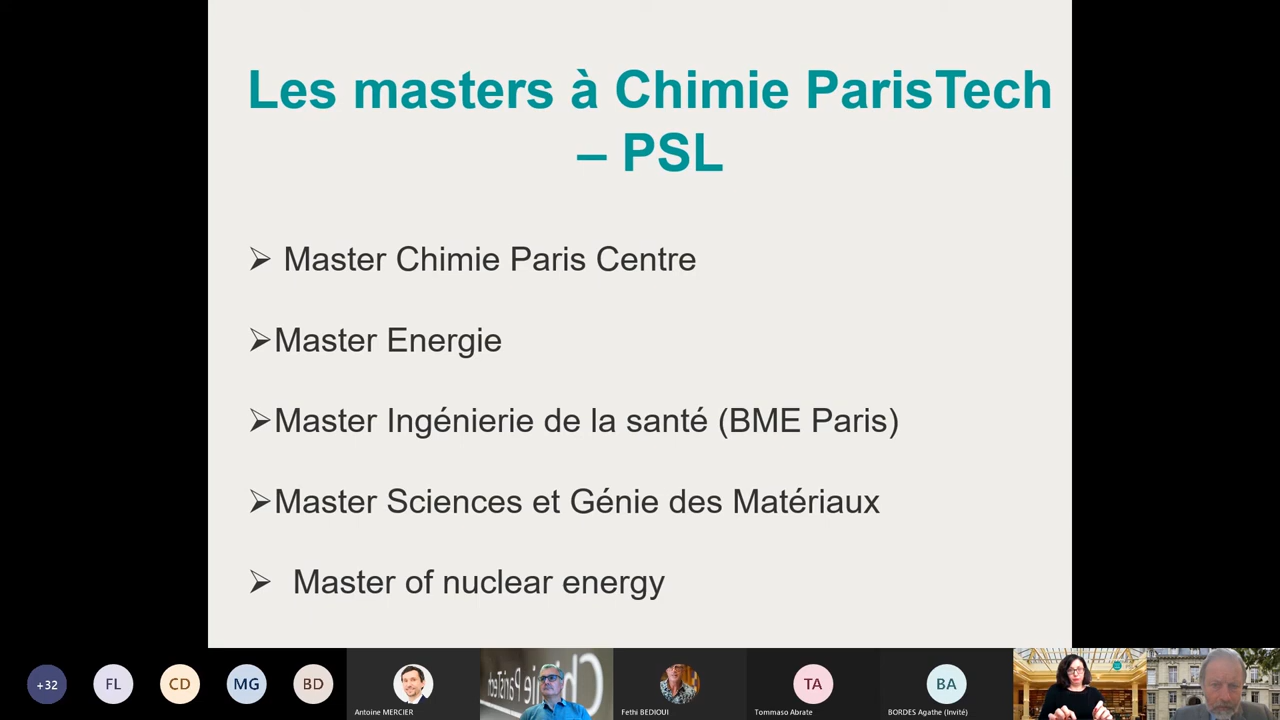 Les masters à Chimie ParisTech
– PSL
Master Chimie Paris Centre
Master Energie
Master Ingénierie de la santé (BME Paris)
Master Sciences et Génie des Matériaux
Master of nuclear energy
+32
FL
CD
MG
BD
Antoine MERCIER
Chimie ParisTech
Fethi BEDIOUI
TA
Tommaso Abrate
BA
BORDES Agathe (Invité)